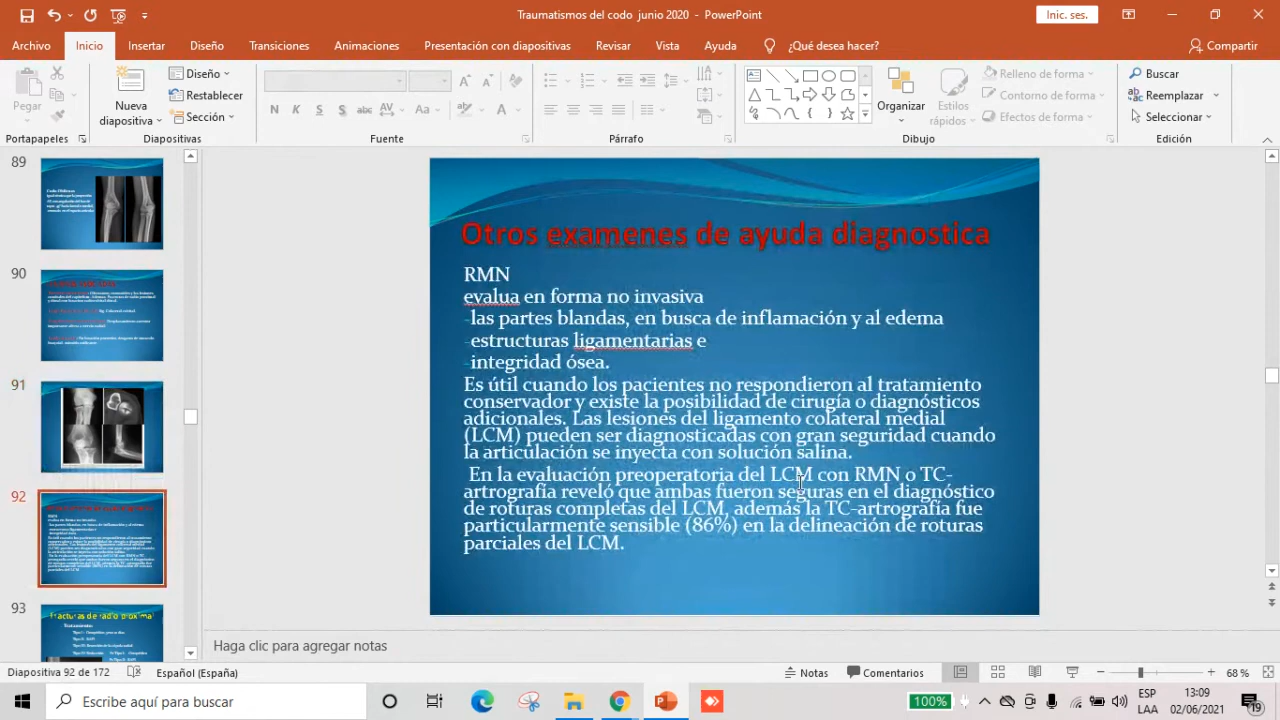 Traumatismos del codo junio 2020 - PowerPoint
Inic. ses.
Archivo Inicio Insertar Diseño Transiciones Animaciones Presentación con diapositivas Revisar Vista Ayuda ¿Qué desea hacer? Compartir
Pegar
Nueva diapositiva
Diseño
Restablecer
Sección
N K S abc AV Aa A
Organizar
Estilos rápidos
Relleno de forma
Contorno de forma
Efectos de forma
Buscar
Reemplazar
Seleccionar
Portapapeles Diapositivas Fuente Párrafo Dibujo Edición
89
90
91
92
93
Fracturas de radio proximal
Tratamiento:
Otros examenes de ayuda diagnostica
RMN
evalua en forma no invasiva
-las partes blandas, en busca de inflamación y al edema
-estructuras ligamentarias e
-integridad ósea.
Es útil cuando los pacientes no respondieron al tratamiento
conservador y existe la posibilidad de cirugía o diagnósticos
adicionales. Las lesiones del ligamento colateral medial
(LCM) pueden ser diagnosticadas con gran seguridad cuando
la articulación se inyecta con solución salina.
En la evaluación preoperatoria del LCM con RMN o TC-
artrografía reveló que ambas fueron seguras en el diagnóstico
de roturas completas del LCM, además la TC-artrografía fue
particularmente sensible (86%) en la delineación de roturas
parciales del LCM.
Haga clic para agregar notas
Diapositiva 92 de 172 Español (España) Notas Comentarios 68 %
Escribe aquí para buscar
100%
ESP
LAA
13:09
02/06/2021
19